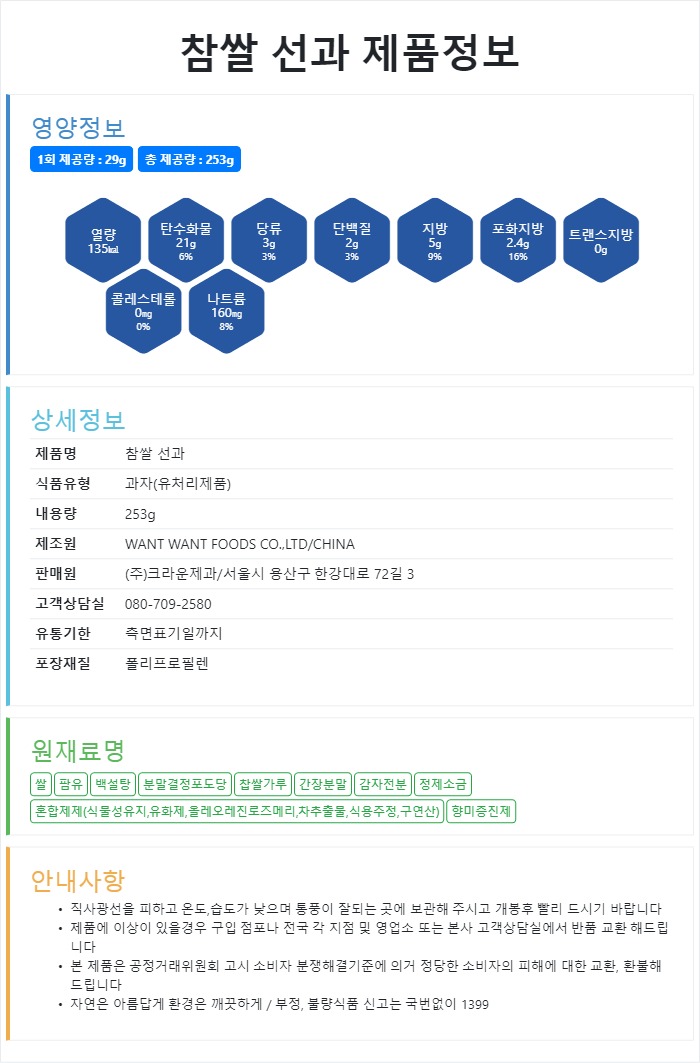 참쌀 선과 제품정보
영양정보
1회 제공량 : 29g 총 제공량 : 253g
열량 탄수화물 당류 단백질 지방 포화지방 트랜스지방
135㎉ 21g 3g 2g 5g 2.4g 0g
6% 3% 3% 9% 16%
콜레스테롤 나트륨
0㎎ 160㎎
0% 8%
상세정보
제품명 참쌀 선과
식품유형 과자(유처리제품)
내용량 253g
제조원 WANT WANT FOODS CO.,LTD/CHINA
판매원 (주)크라운제과/서울시 용산구 한강대로 72길 3
고객상담실 080-709-2580
유통기한 측면표기일까지
포장재질 폴리프로필렌
원재료명
쌀 팜유 백설탕 분말결정포도당 찹쌀가루 간장분말 감자전분 정제소금
혼합제제(식물성유지,유화제,올레오레진로즈메리,차추출물,식용주정,구연산) 향미증진제
안내사항
• 직사광선을 피하고 온도,습도가 낮으며 통풍이 잘되는 곳에 보관해 주시고 개봉후 빨리 드시기 바랍니다
• 제품에 이상이 있을경우 구입 점포나 전국 각 지점 및 영업소 또는 본사 고객상담실에서 반품 교환 해드립
니다
• 본 제품은 공정거래위원회 고시 소비자 분쟁해결기준에 의거 정당한 소비자의 피해에 대한 교환, 환불해
드립니다
• 자연은 아름답게 환경은 깨끗하게 / 부정, 불량식품 신고는 국번없이 1399